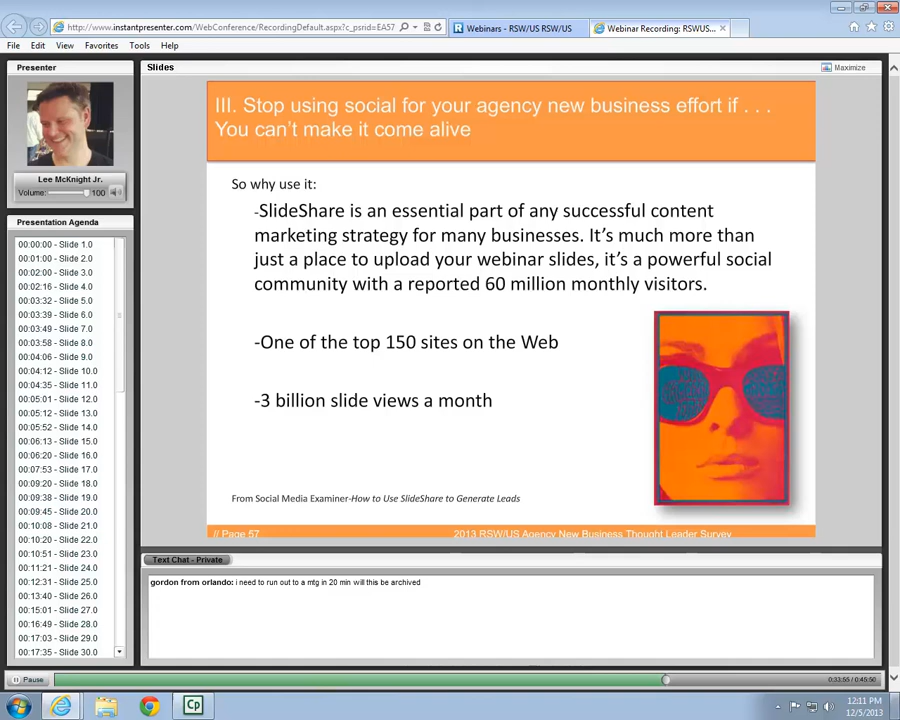 http://www.instantpresenter.com/WebConference/RecordingDefault.aspx?c_psrid=EA57
Webinars - RSW/US RSW/US
Webinar Recording: RSWUS...
File Edit View Favorites Tools Help
Presenter
Slides
Maximize
Lee McKnight Jr.
Volume: 100
Presentation Agenda
00:00:00 - Slide 1.0
00:01:00 - Slide 2.0
00:02:00 - Slide 3.0
00:02:16 - Slide 4.0
00:03:32 - Slide 5.0
00:03:39 - Slide 6.0
00:03:49 - Slide 7.0
00:03:58 - Slide 8.0
00:04:06 - Slide 9.0
00:04:12 - Slide 10.0
00:04:35 - Slide 11.0
00:05:01 - Slide 12.0
00:05:12 - Slide 13.0
00:05:52 - Slide 14.0
00:06:13 - Slide 15.0
00:06:20 - Slide 16.0
00:07:53 - Slide 17.0
00:09:20 - Slide 18.0
00:09:38 - Slide 19.0
00:09:45 - Slide 20.0
00:10:08 - Slide 21.0
00:10:20 - Slide 22.0
00:10:51 - Slide 23.0
00:11:21 - Slide 24.0
00:12:31 - Slide 25.0
00:13:40 - Slide 26.0
00:15:01 - Slide 27.0
00:16:49 - Slide 28.0
00:17:03 - Slide 29.0
00:17:35 - Slide 30.0
III. Stop using social for your agency new business effort if . . .
You can't make it come alive
So why use it:
-SlideShare is an essential part of any successful content
marketing strategy for many businesses. It's much more than
just a place to upload your webinar slides, it's a powerful social
community with a reported 60 million monthly visitors.
-One of the top 150 sites on the Web
-3 billion slide views a month
From Social Media Examiner-How to Use SlideShare to Generate Leads
// Page 57
2013 RSW/US Agency New Business Thought Leader Survey
Text Chat - Private
gordon from orlando: i need to run out to a mtg in 20 min will this be archived
Pause
0:33:55 / 0:45:50
Cp
12:11 PM
12/5/2013